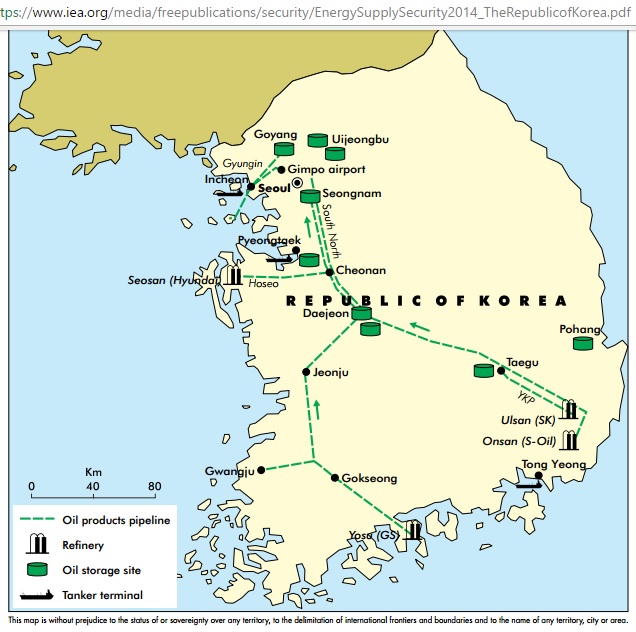 tps://www.iea.org/media/freepublications/security/EnergySupplySecurity2014_TheRepublicofKorea.pdf
Goyang
Uijeongbu
Gyungin
Gimpo airport
Incheon
Seoul
Seongnam
South North
Pyeongtaek
Cheonan
Seosan (Hyundai)
Hoseo
REPUBLIC OF KOREA
Daejeon
Pohang
Taegu
Jeonju
YKP
Ulsan (SK)
Onsan (S-Oil)
Gwangju
Gokseong
Tong Yeong
Km
0 40 80
Yosu (GS)
Oil products pipeline
Refinery
Oil storage site
Tanker terminal
This map is without prejudice to the status of or sovereignty over any territory, to the delimitation of international frontiers and boundaries and to the name of any territory, city or area.